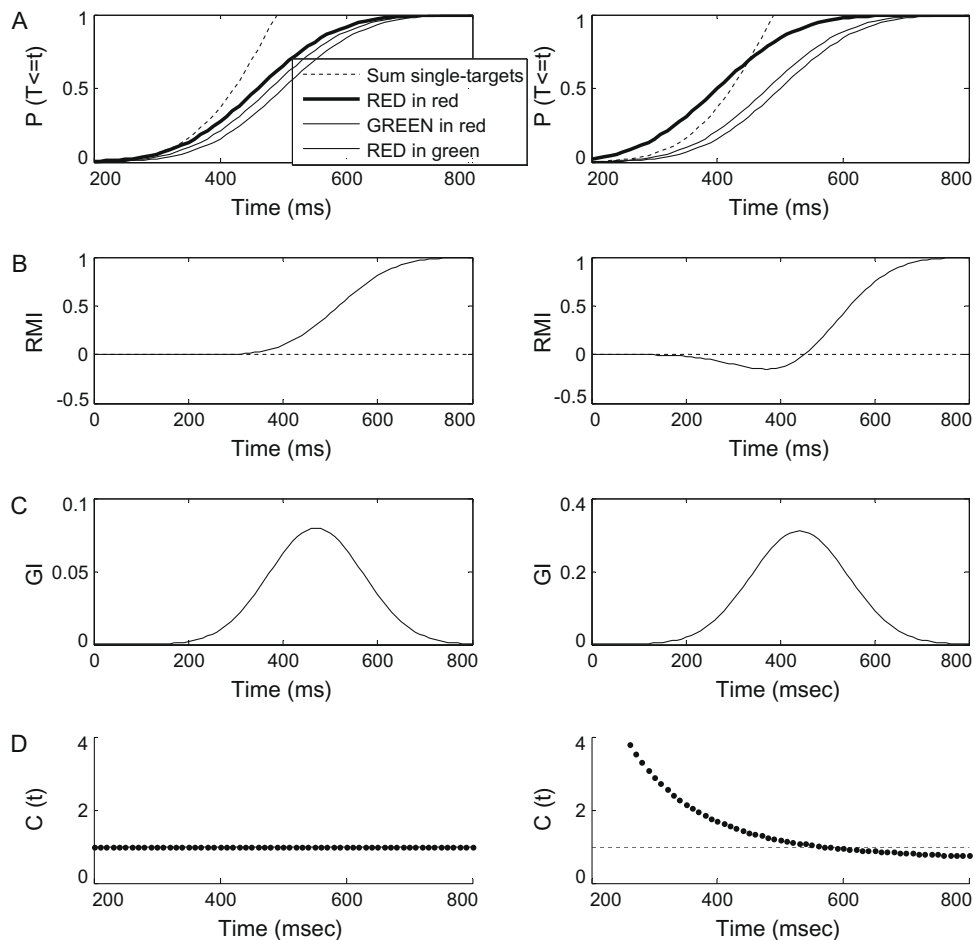 A
P (T<=t)
1
0.5
0
200
400
600
800
Time (ms)
Sum single-targets
RED in red
GREEN in red
RED in green
P (T<=t)
1
0.5
0
200
400
600
800
Time (ms)
B
RMI
1
0.5
0
-0.5
0
200
400
600
800
Time (ms)
RMI
1
0.5
0
-0.5
0
200
400
600
800
Time (ms)
C
GI
0.1
0.05
0
0
200
400
600
800
Time (ms)
GI
0.4
0.2
0
0
200
400
600
800
Time (msec)
D
C (t)
4
2
0
200
400
600
800
Time (msec)
C (t)
4
2
0
200
400
600
800
Time (msec)